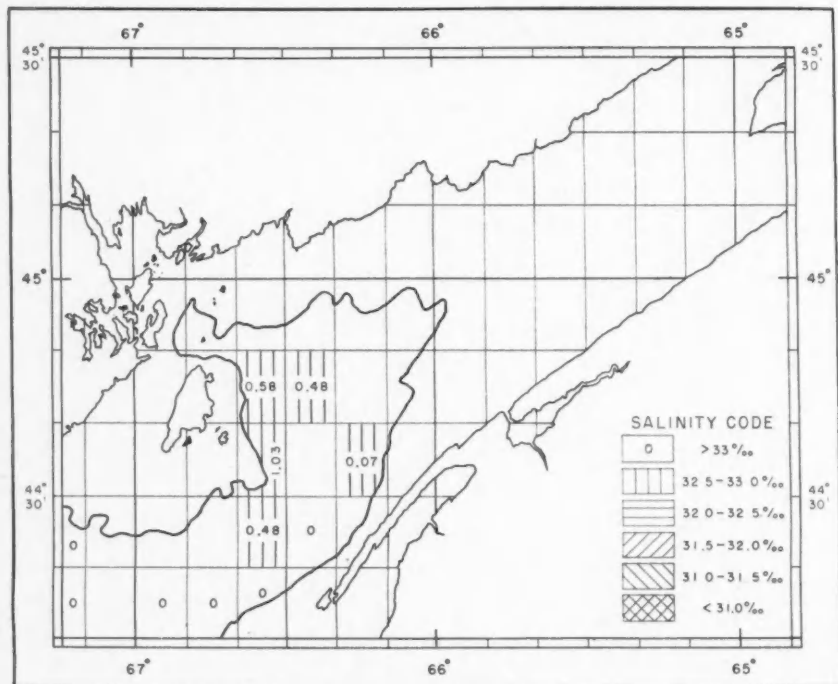 67° 66° 65°
45° 30' 45° 30'
45° 45°
0.58 0.48
1.03 0.07
44° 30' 44° 30'
0.48 0
0
0 0 0 0
67° 66° 65°
SALINITY CODE
0 >33‰
32.5-33.0‰
32.0-32.5‰
31.5-32.0‰
31.0-31.5‰
<31.0‰